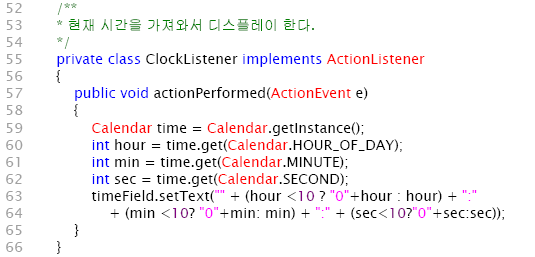 52 /**
53 * 현재 시간을 가져와서 디스플레이 한다.
54 */
55 private class ClockListener implements ActionListener
56 {
57 public void actionPerformed(ActionEvent e)
58 {
59 Calendar time = Calendar.getInstance();
60 int hour = time.get(Calendar.HOUR_OF_DAY);
61 int min = time.get(Calendar.MINUTE);
62 int sec = time.get(Calendar.SECOND);
63 timeField.setText("" + (hour <10 ? "0"+hour : hour) + ":"
64 + (min <10? "0"+min: min) + ":" + (sec<10?"0"+sec:sec));
65 }
66 }